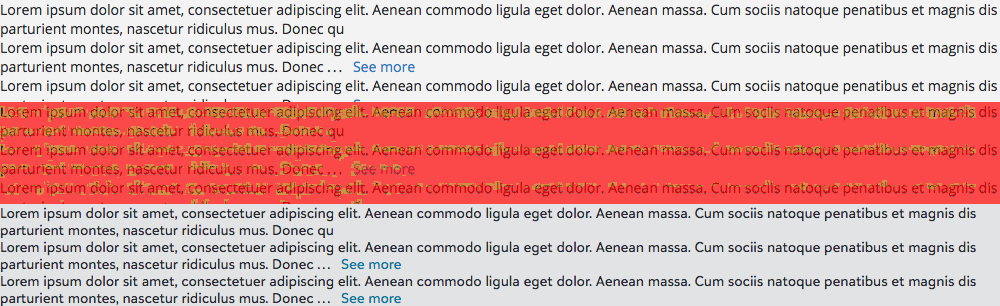 Lorem ipsum dolor sit amet, consectetuer adipiscing elit. Aenean commodo ligula eget dolor. Aenean massa. Cum sociis natoque penatibus et magnis dis
parturient montes, nascetur ridiculus mus. Donec qu
Lorem ipsum dolor sit amet, consectetuer adipiscing elit. Aenean commodo ligula eget dolor. Aenean massa. Cum sociis natoque penatibus et magnis dis
parturient montes, nascetur ridiculus mus. Donec … See more
Lorem ipsum dolor sit amet, consectetuer adipiscing elit. Aenean commodo ligula eget dolor. Aenean massa. Cum sociis natoque penatibus et magnis dis
Lorem ipsum dolor sit amet, consectetuer adipiscing elit. Aenean commodo ligula eget dolor. Aenean massa. Cum sociis natoque penatibus et magnis dis
parturient montes, nascetur ridiculus mus. Donec qu
Lorem ipsum dolor sit amet, consectetuer adipiscing elit. Aenean commodo ligula eget dolor. Aenean massa. Cum sociis natoque penatibus et magnis dis
parturient montes, nascetur ridiculus mus. Donec … See more
Lorem ipsum dolor sit amet, consectetuer adipiscing elit. Aenean commodo ligula eget dolor. Aenean massa. Cum sociis natoque penatibus et magnis dis
Lorem ipsum dolor sit amet, consectetuer adipiscing elit. Aenean commodo ligula eget dolor. Aenean massa. Cum sociis natoque penatibus et magnis dis
parturient montes, nascetur ridiculus mus. Donec qu
Lorem ipsum dolor sit amet, consectetuer adipiscing elit. Aenean commodo ligula eget dolor. Aenean massa. Cum sociis natoque penatibus et magnis dis
parturient montes, nascetur ridiculus mus. Donec … See more
Lorem ipsum dolor sit amet, consectetuer adipiscing elit. Aenean commodo ligula eget dolor. Aenean massa. Cum sociis natoque penatibus et magnis dis
parturient montes, nascetur ridiculus mus. Donec … See more